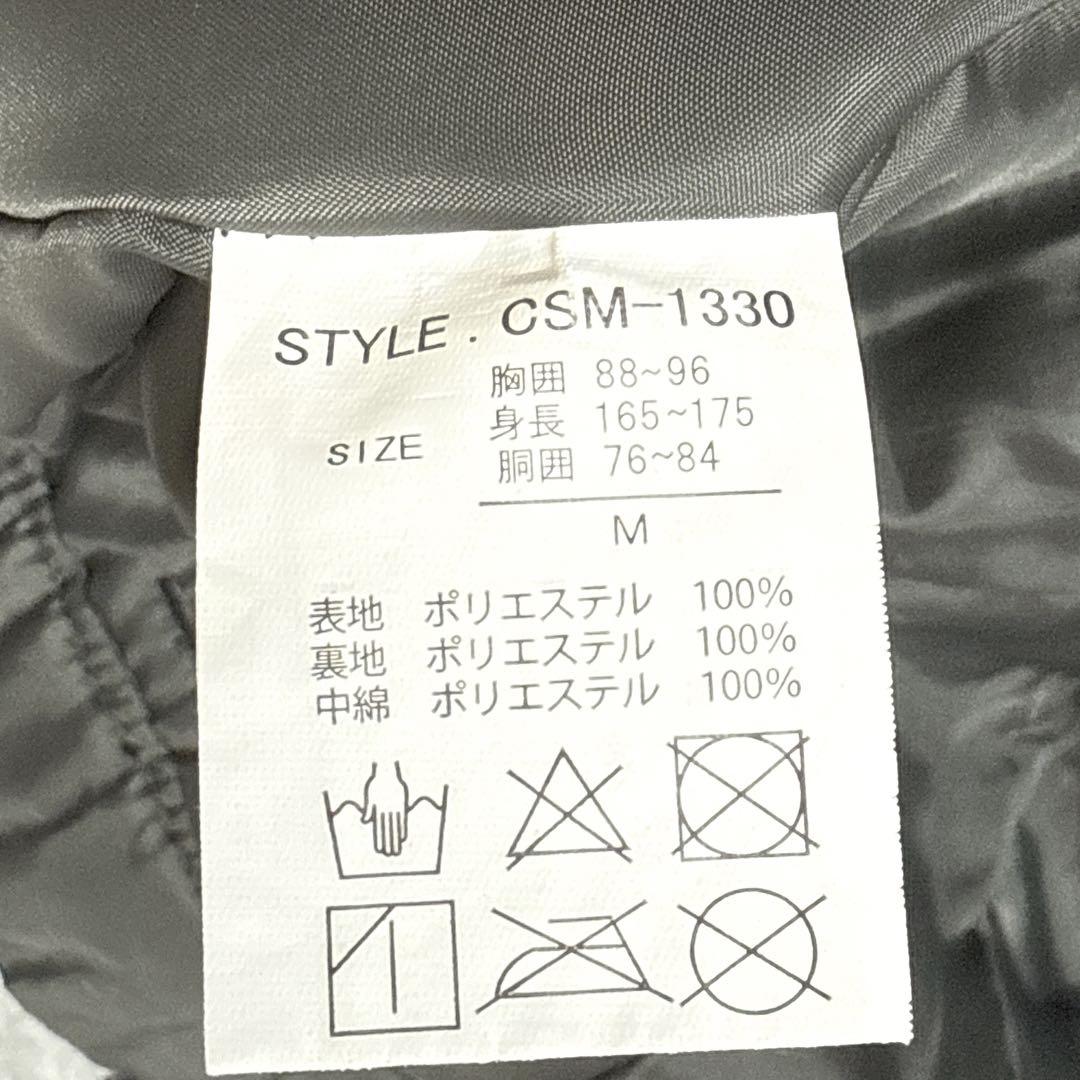 STYLE. CSM-1330
胸囲 88~96
身長 165~175
SIZE
胴囲 76~84
M
表地 ポリエステル 100%
裏地 ポリエステル 100%
中綿 ポリエステル 100%